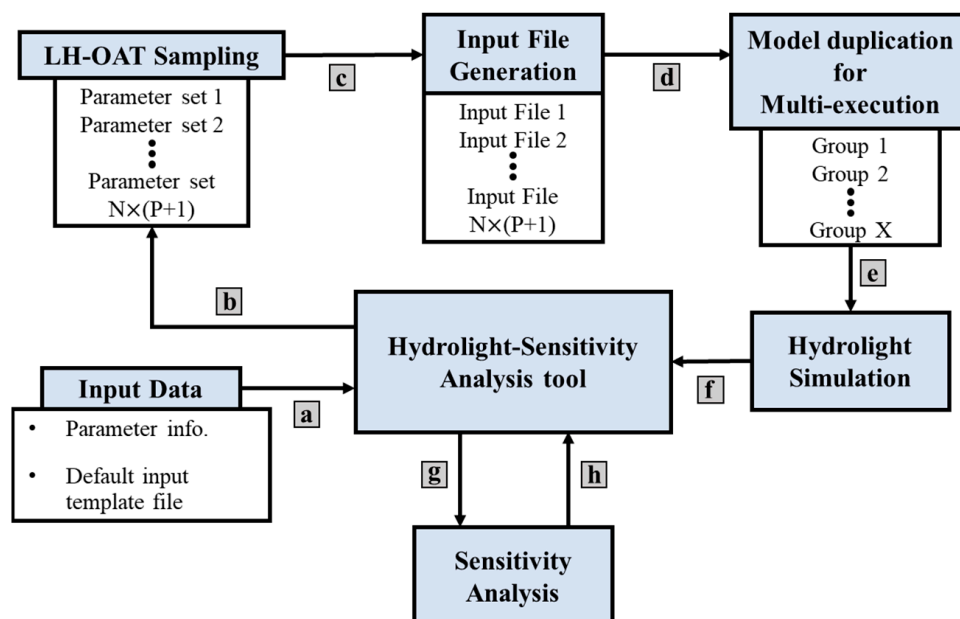 LH-OAT Sampling
Parameter set 1
Parameter set 2
Parameter set
N×(P+1)
c
Input File
Generation
Input File 1
Input File 2
Input File
N×(P+1)
d
Model duplication
for
Multi-execution
Group 1
Group 2
Group X
e
b
Hydrolight-Sensitivity
Analysis tool
Hydrolight
Simulation
f
Input Data
• Parameter info.
• Default input
template file
a
g
h
Sensitivity
Analysis